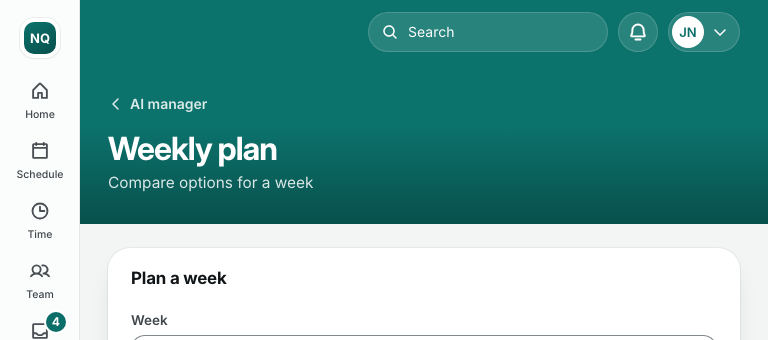 NQ
Home
Schedule
Time
Team
4
Search
JN
AI manager
Weekly plan
Compare options for a week
Plan a week
Week